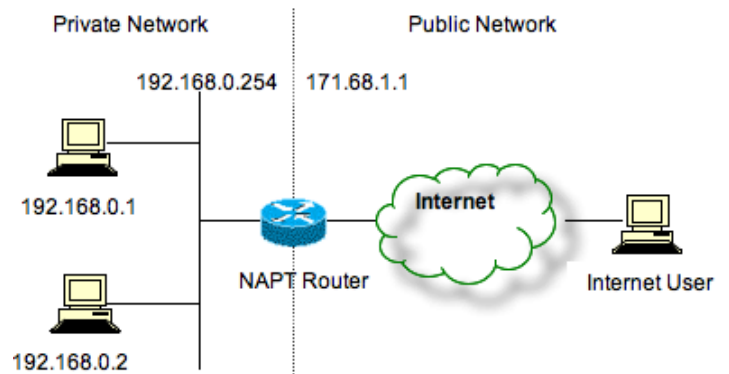 Private Network
Public Network
192.168.0.254
171.68.1.1
192.168.0.1
Internet
NAPT Router
Internet User
192.168.0.2